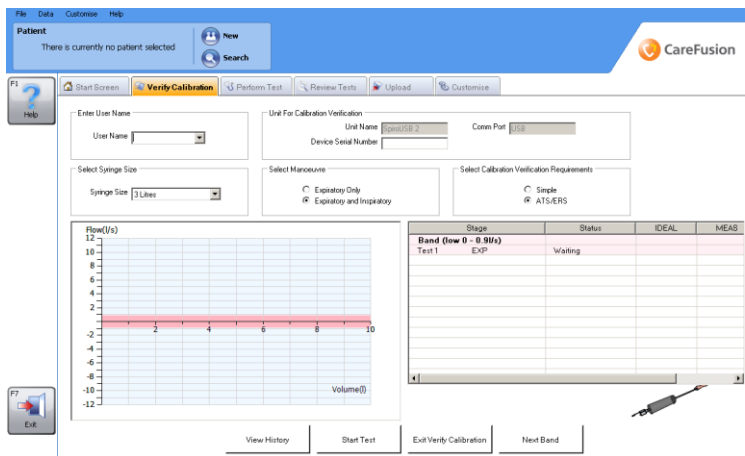 File Data Customise Help
Patient
There is currently no patient selected
New
Search
CareFusion
F1
Help
Start Screen Verify Calibration Perform Test Review Tests Upload Customise
Enter User Name
User Name
Unit For Calibration Verification
Unit Name SpiroUSB 2 Comm Port USB
Device Serial Number
Select Syringe Size
Syringe Size 3 Litres
Select Manoeuvre
Expiratory Only
Expiratory and Inspiratory
Select Calibration Verification Requirements
Simple
ATS/ERS
Flow(l/s)
12
10
8
6
4
2
2 4 6 8 10
-2
-4
-6
-8
-10
-12
Volume(l)
Stage Status IDEAL MEAS
Band (low 0 - 0.9l/s)
Test 1 EXP Waiting
F7
Exit
View History Start Test Exit Verify Calibration Next Band